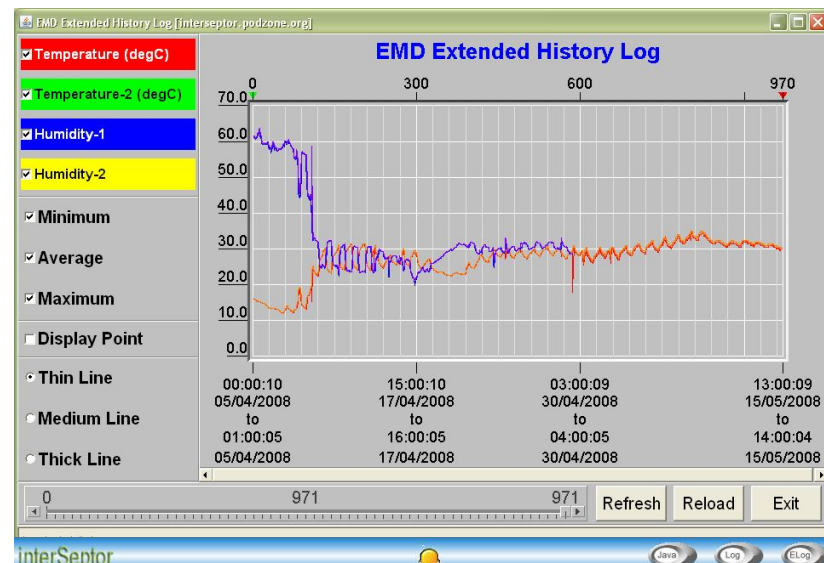 EMD Extended History Log [interseptor.podzone.org]
Temperature (degC)
Temperature-2 (degC)
Humidity-1
Humidity-2
Minimum
Average
Maximum
Display Point
Thin Line
Medium Line
Thick Line
EMD Extended History Log
0 300 600 970
70.0
60.0
50.0
40.0
30.0
20.0
10.0
0.0
00:00:10 15:00:10 03:00:09 13:00:09
05/04/2008 17/04/2008 30/04/2008 15/05/2008
to to to to
01:00:05 16:00:05 04:00:05 14:00:04
05/04/2008 17/04/2008 30/04/2008 15/05/2008
0 971 971
Refresh Reload Exit
interSeptor
Java Log ELog